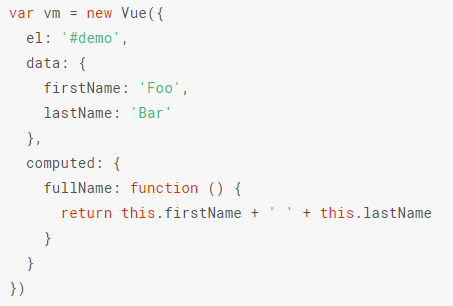 var vm = new Vue({
  el: '#demo',
  data: {
    firstName: 'Foo',
    lastName: 'Bar'
  },
  computed: {
    fullName: function () {
      return this.firstName + ' ' + this.lastName
    }
  }
})